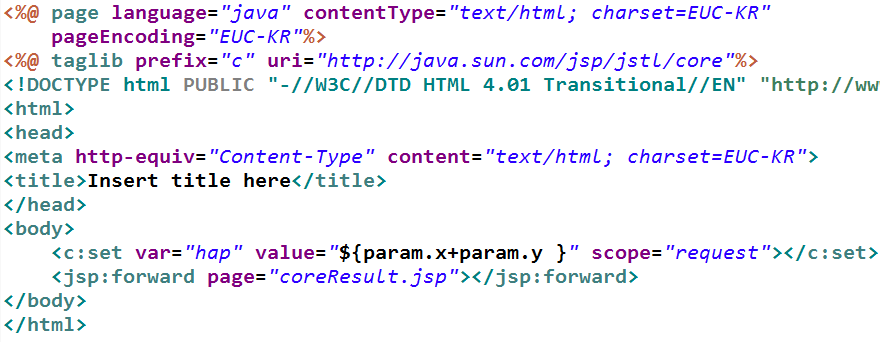 <%@ page language="java" contentType="text/html; charset=EUC-KR"
    pageEncoding="EUC-KR"%>
<%@ taglib prefix="c" uri="http://java.sun.com/jsp/jstl/core"%>
<!DOCTYPE html PUBLIC "-//W3C//DTD HTML 4.01 Transitional//EN" "http://ww
<html>
<head>
<meta http-equiv="Content-Type" content="text/html; charset=EUC-KR">
<title>Insert title here</title>
</head>
<body>
    <c:set var="hap" value="${param.x+param.y }" scope="request"></c:set>
    <jsp:forward page="coreResult.jsp"></jsp:forward>
</body>
</html>